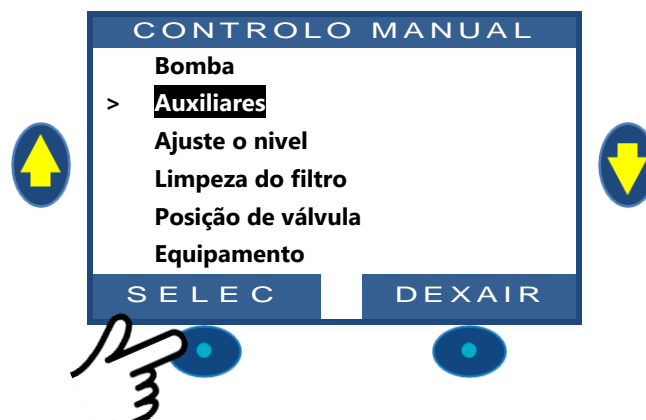 CONTROLO MANUAL
Bomba
> Auxiliares
Ajuste o nivel
Limpeza do filtro
Posição de válvula
Equipamento
SELEC DEXAIR